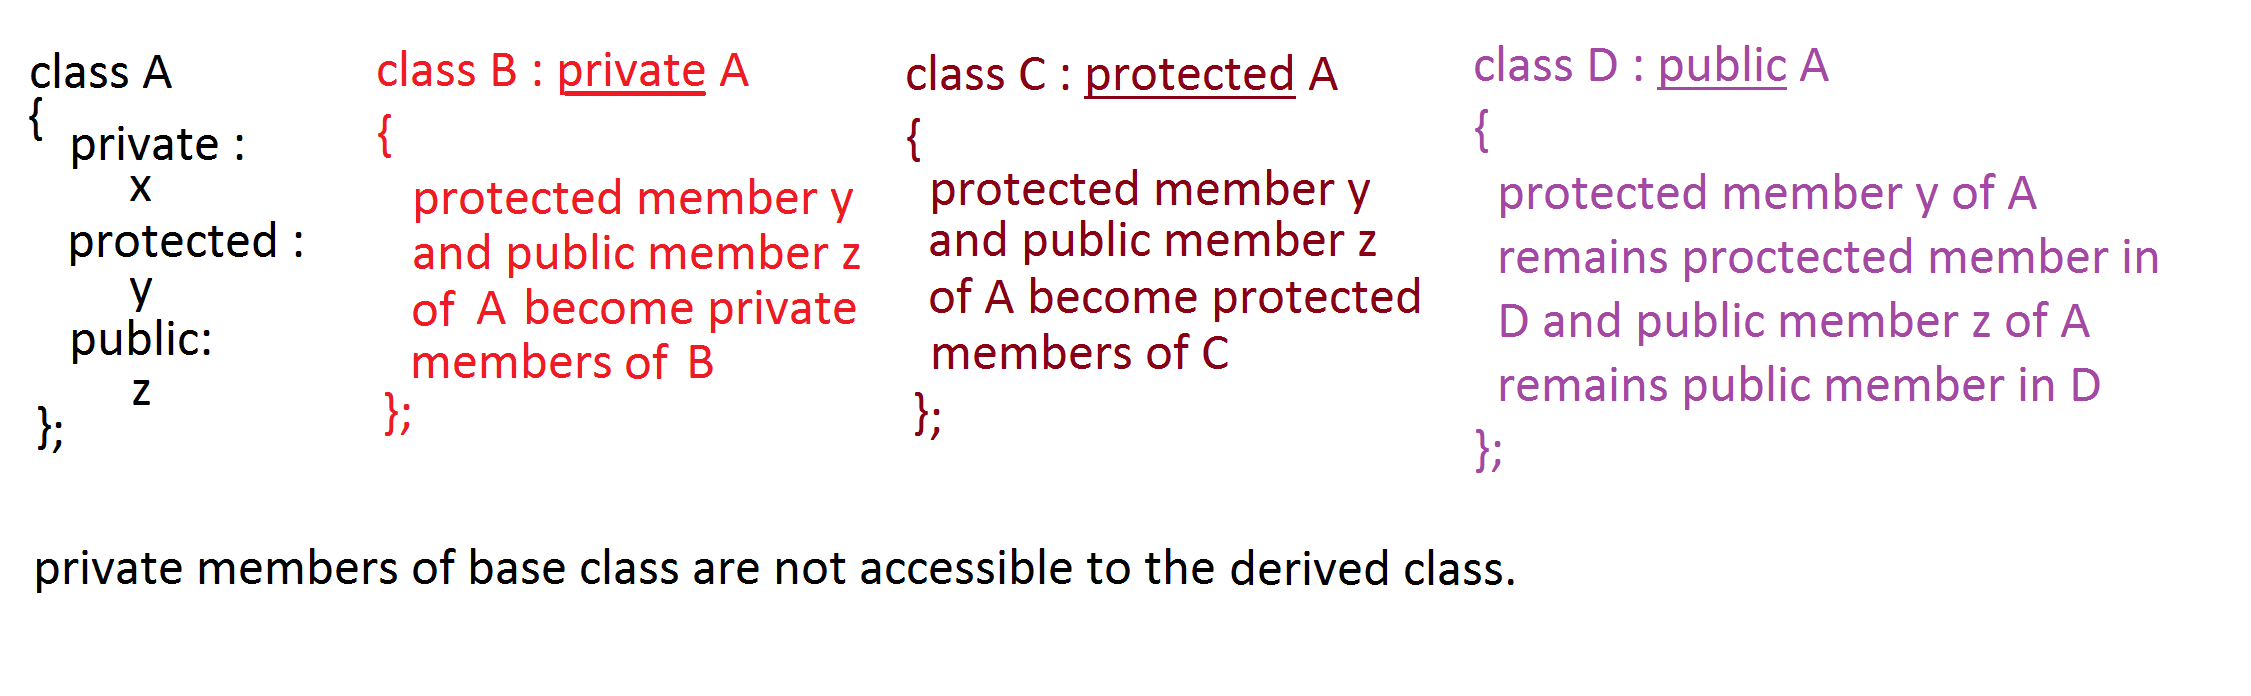 class A
{
private :
x
protected :
y
public:
z
};
class B : private A
{
protected member y
and public member z
of A become private
members of B
};
class C : protected A
{
protected member y
and public member z
of A become protected
members of C
};
class D : public A
{
protected member y of A
remains proctected member in
D and public member z of A
remains public member in D
};
private members of base class are not accessible to the derived class.